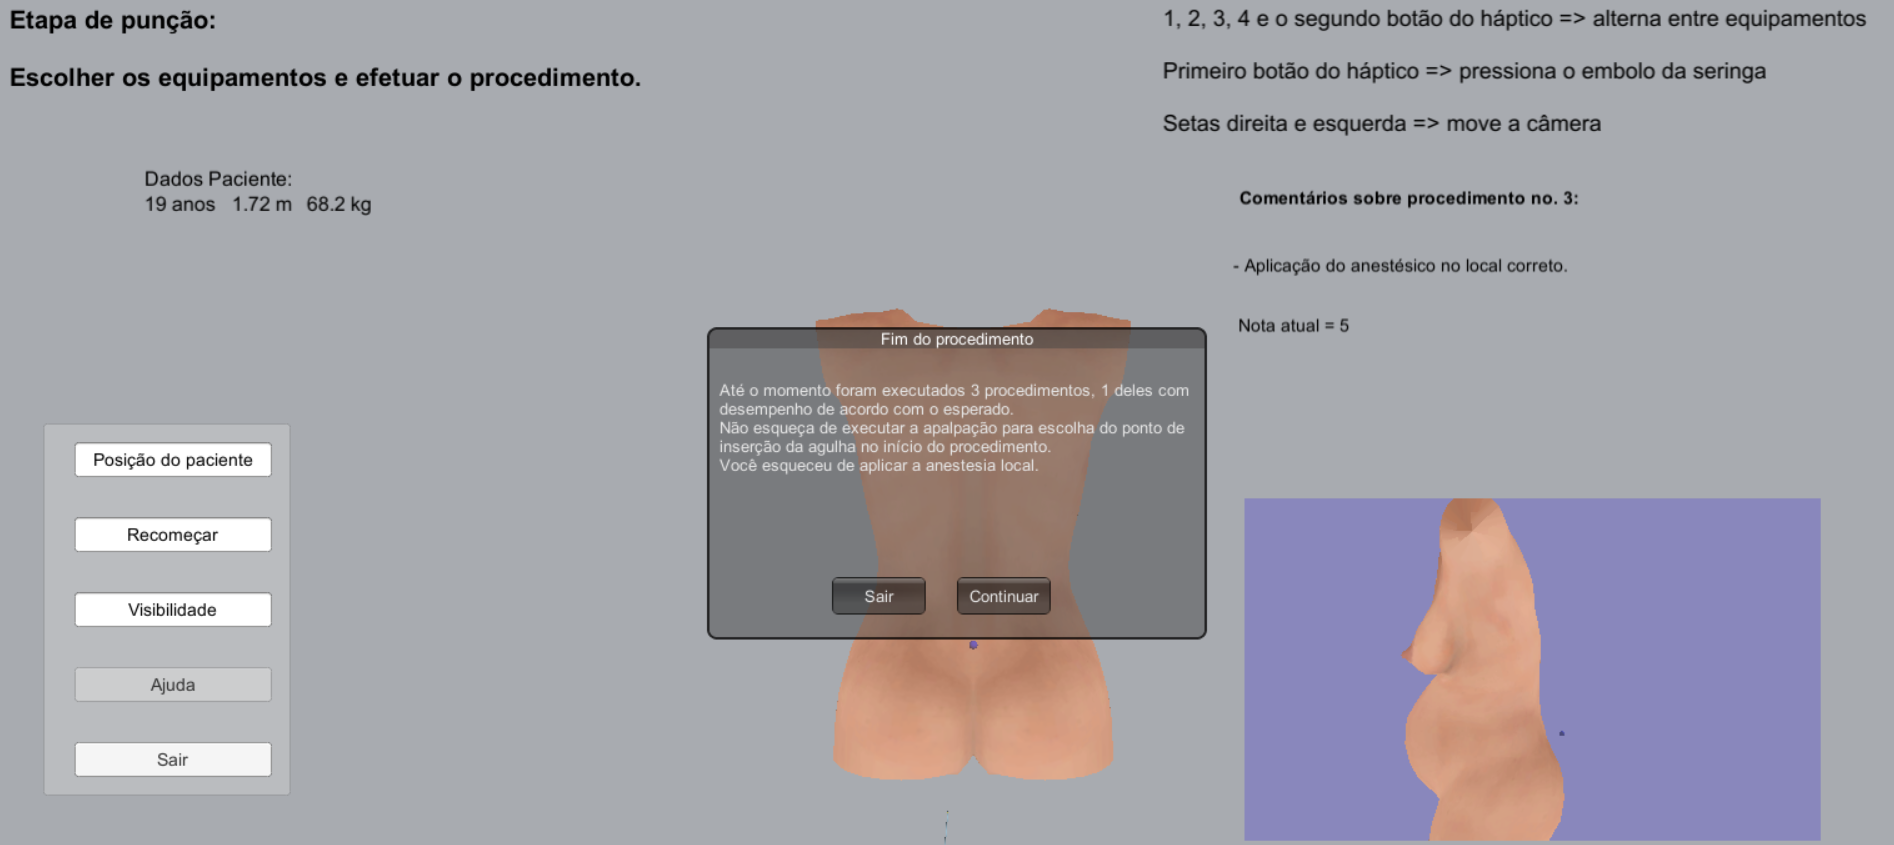 Etapa de punção:
Escolher os equipamentos e efetuar o procedimento.
1, 2, 3, 4 e o segundo botão do háptico => alterna entre equipamentos
Primeiro botão do háptico => pressiona o embolo da seringa
Setas direita e esquerda => move a câmera
Dados Paciente:
19 anos 1.72 m 68.2 kg
Comentários sobre procedimento no. 3:
- Aplicação do anestésico no local correto.
Nota atual = 5
Fim do procedimento
Até o momento foram executados 3 procedimentos, 1 deles com
desempenho de acordo com o esperado.
Não esqueça de executar a apalpação para escolha do ponto de
inserção da agulha no início do procedimento.
Você esqueceu de aplicar a anestesia local.
Sair
Continuar
Posição do paciente
Recomeçar
Visibilidade
Ajuda
Sair